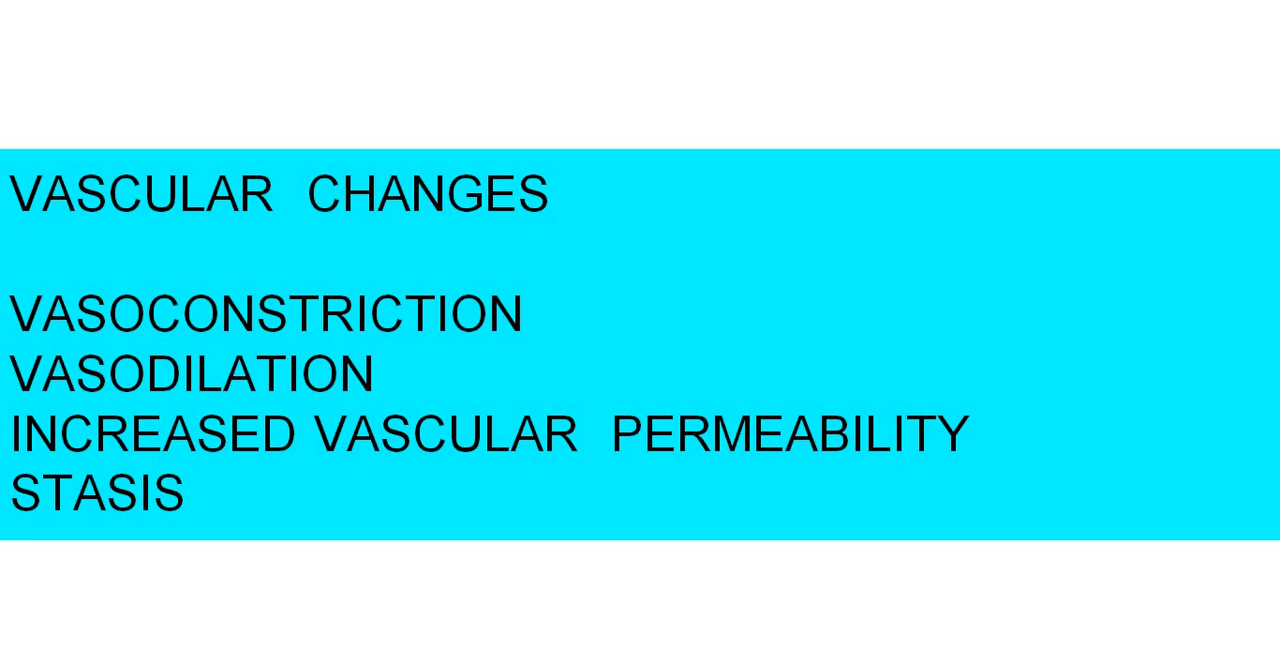 VASCULAR CHANGES
VASOCONSTRICTION
VASODILATION
INCREASED VASCULAR PERMEABILITY
STASIS